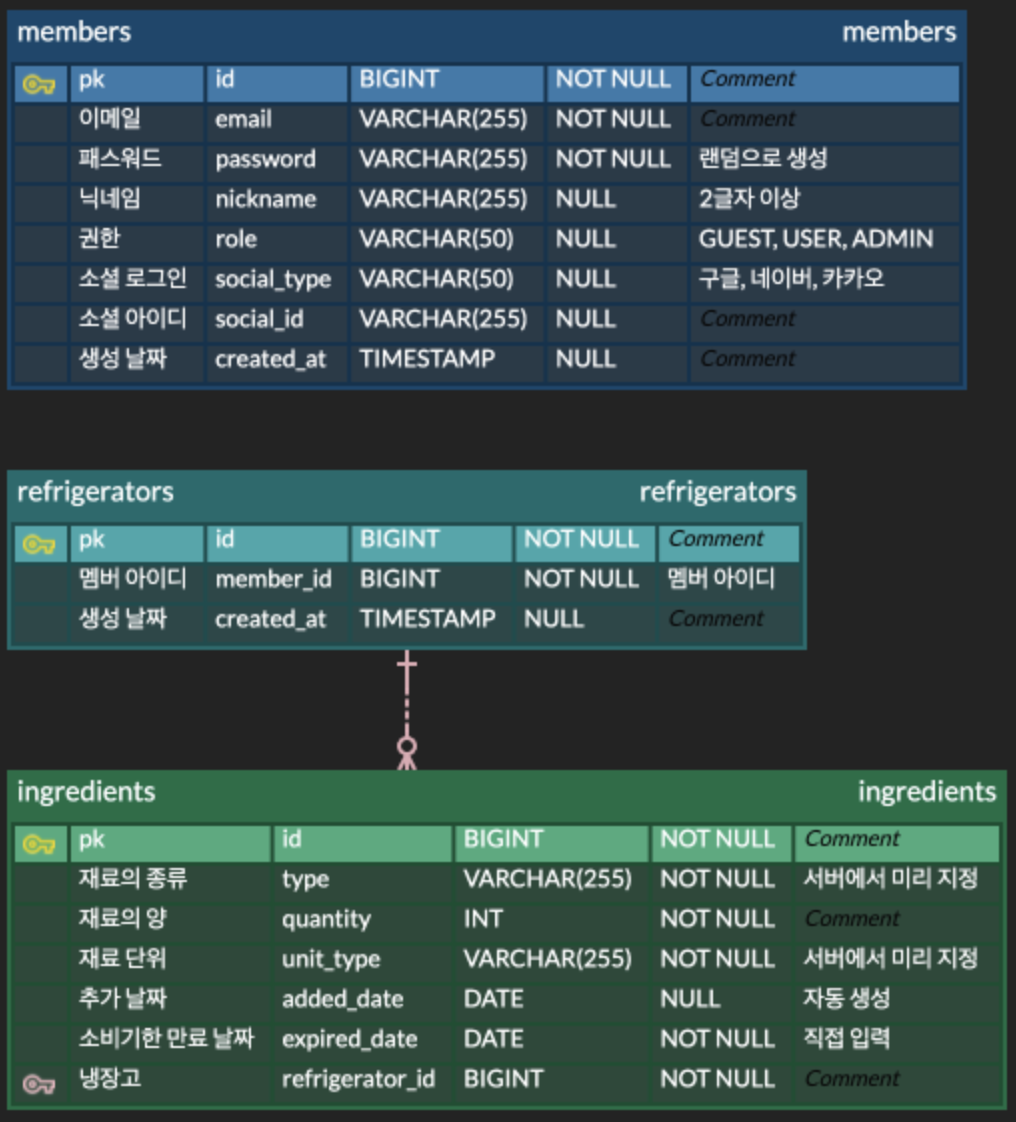 members members
pk id BIGINT NOT NULL Comment
이메일 email VARCHAR(255) NOT NULL Comment
패스워드 password VARCHAR(255) NOT NULL 랜덤으로 생성
닉네임 nickname VARCHAR(255) NULL 2글자 이상
권한 role VARCHAR(50) NULL GUEST, USER, ADMIN
소셜 로그인 social_type VARCHAR(50) NULL 구글, 네이버, 카카오
소셜 아이디 social_id VARCHAR(255) NULL Comment
생성 날짜 created_at TIMESTAMP NULL Comment
refrigerators refrigerators
pk id BIGINT NOT NULL Comment
멤버 아이디 member_id BIGINT NOT NULL 멤버 아이디
생성 날짜 created_at TIMESTAMP NULL Comment
ingredients ingredients
pk id BIGINT NOT NULL Comment
재료의 종류 type VARCHAR(255) NOT NULL 서버에서 미리 지정
재료의 양 quantity INT NOT NULL Comment
재료 단위 unit_type VARCHAR(255) NOT NULL 서버에서 미리 지정
추가 날짜 added_date DATE NULL 자동 생성
소비기한 만료 날짜 expired_date DATE NOT NULL 직접 입력
냉장고 refrigerator_id BIGINT NOT NULL Comment